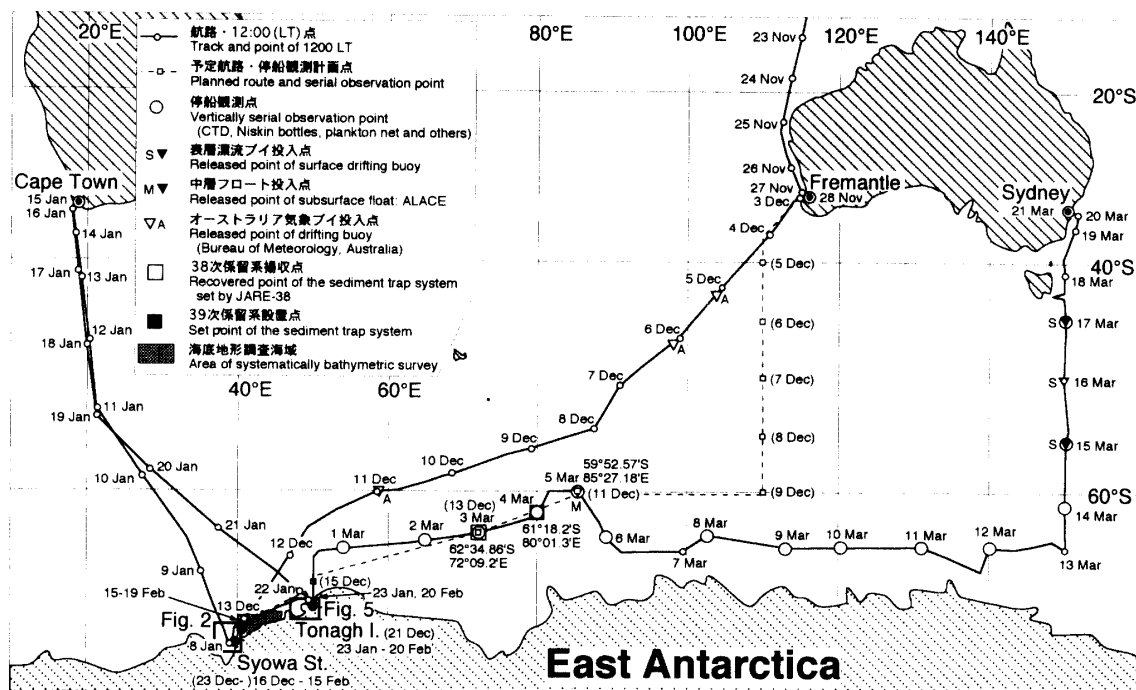 20°E
航路・12:00(LT)点
Track and point of 1200 LT
予定航路・停船観測計画点
Planned route and serial observation point
停船観測点
Vertically serial observation point
(CTD, Niskin bottles, plankton net and others)
S 表層漂流ブイ投入点
Released point of surface drifting buoy
M 中層フロート投入点
Released point of subsurface float: ALACE
A オーストラリア気象ブイ投入点
Released point of drifting buoy
(Bureau of Meteorology, Australia)
38次係留系揚収点
Recovered point of the sediment trap system
set by JARE-38
39次係留系設置点
Set point of the sediment trap system
海底地形調査海域
Area of systematically bathymetric survey
40°E
60°E
80°E
100°E
120°E
140°E
20°S
40°S
60°S
23 Nov
24 Nov
25 Nov
26 Nov
27 Nov
3 Dec
Fremantle
28 Nov
4 Dec
5 Dec
A
6 Dec
A
7 Dec
8 Dec
9 Dec
10 Dec
11 Dec
A
12 Dec
13 Dec
(5 Dec)
(6 Dec)
(7 Dec)
(8 Dec)
(9 Dec)
(11 Dec)
(13 Dec)
(15 Dec)
Cape Town
15 Jan
16 Jan
14 Jan
17 Jan
13 Jan
12 Jan
18 Jan
11 Jan
19 Jan
10 Jan
20 Jan
21 Jan
9 Jan
22 Jan
8 Jan
15-19 Feb
Fig. 2
Syowa St.
(23 Dec- )16 Dec - 15 Feb
23 Jan, 20 Feb
Fig. 5
Tonagh I. (21 Dec)
23 Jan - 20 Feb
1 Mar
2 Mar
3 Mar
62°34.86'S
72°09.2'E
4 Mar
61°18.2'S
80°01.3'E
5 Mar
59°52.57'S
85°27.18'E
M
6 Mar
7 Mar
8 Mar
9 Mar
10 Mar
11 Mar
12 Mar
13 Mar
14 Mar
15 Mar
S
16 Mar
S
17 Mar
S
18 Mar
19 Mar
20 Mar
Sydney
21 Mar
East Antarctica